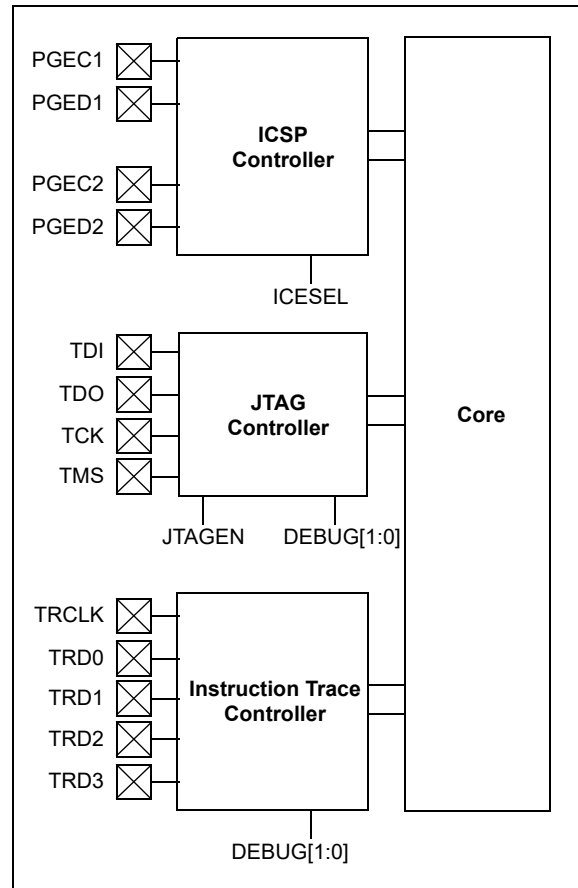 PGEC1
PGED1
ICSP
Controller
PGEC2
PGED2
ICESEL
TDI
TDO
JTAG
Controller
TCK
TMS
JTAGEN
DEBUG[1:0]
Core
TRCLK
TRD0
TRD1
Instruction Trace
Controller
TRD2
TRD3
DEBUG[1:0]